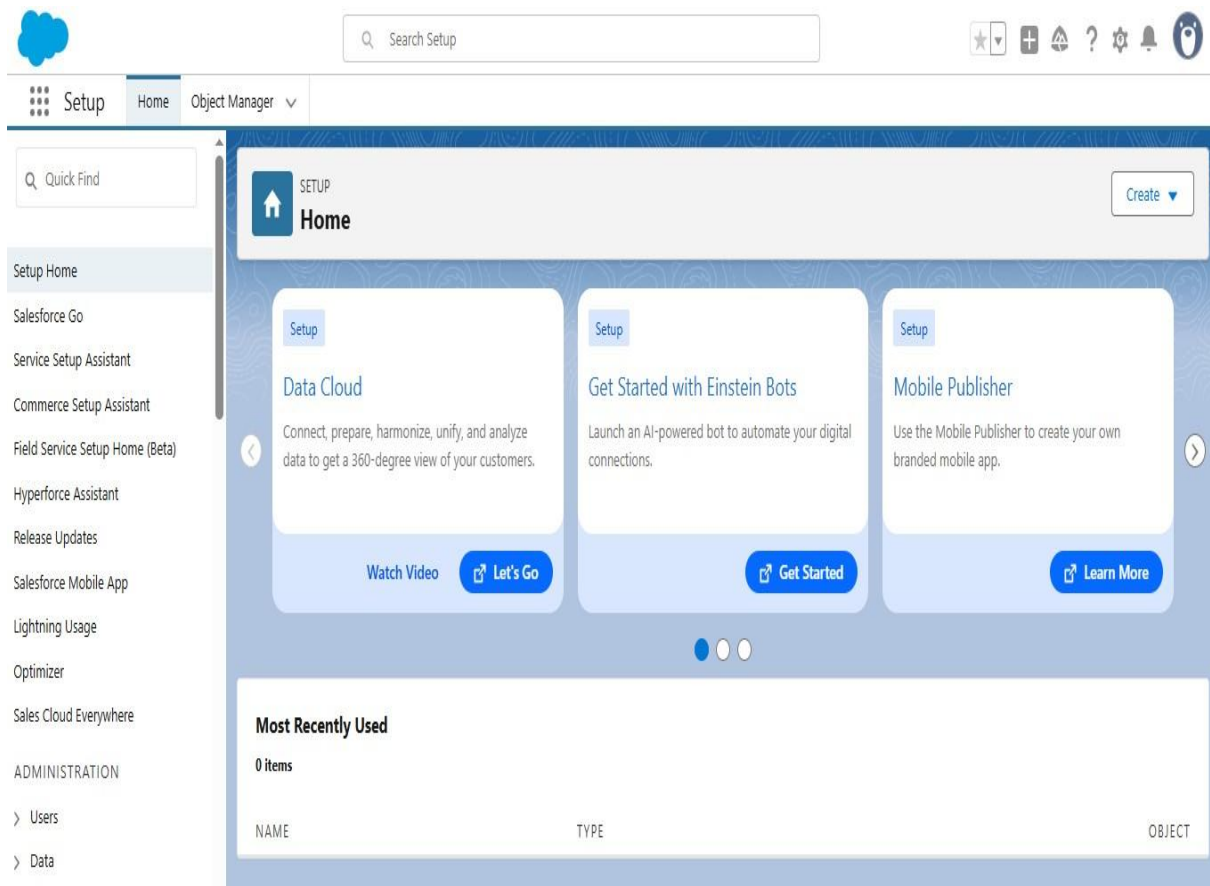 Search Setup
Setup
Home
Object Manager
Quick Find
Setup Home
Salesforce Go
Service Setup Assistant
Commerce Setup Assistant
Field Service Setup Home (Beta)
Hyperforce Assistant
Release Updates
Salesforce Mobile App
Lightning Usage
Optimizer
Sales Cloud Everywhere
ADMINISTRATION
Users
Data
SETUP
Home
Create
Setup
Data Cloud
Connect, prepare, harmonize, unify, and analyze
data to get a 360-degree view of your customers.
Watch Video
Let's Go
Setup
Get Started with Einstein Bots
Launch an AI-powered bot to automate your digital
connections.
Get Started
Setup
Mobile Publisher
Use the Mobile Publisher to create your own
branded mobile app.
Learn More
Most Recently Used
0 items
NAME TYPE OBJECT